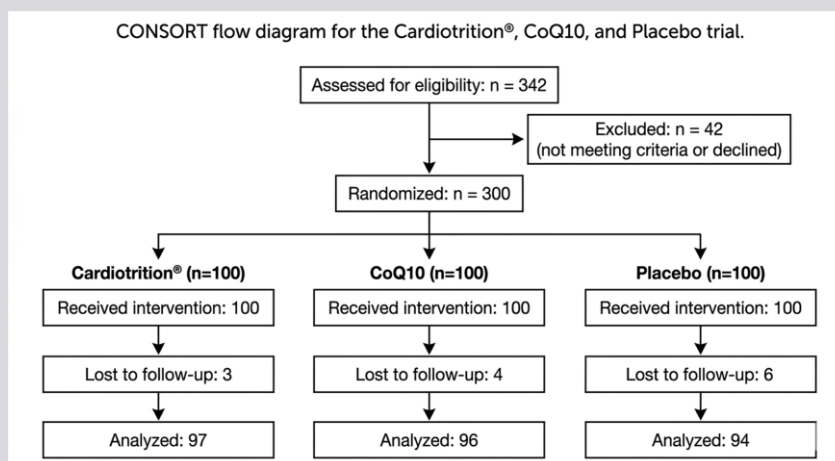 CONSORT flow diagram for the Cardiotrition®, CoQ10, and Placebo trial.
Assessed for eligibility: n = 342
Excluded: n = 42
(not meeting criteria or declined)
Randomized: n = 300
Cardiotrition® (n=100)
CoQ10 (n=100)
Placebo (n=100)
Received intervention: 100
Received intervention: 100
Received intervention: 100
Lost to follow-up: 3
Lost to follow-up: 4
Lost to follow-up: 6
Analyzed: 97
Analyzed: 96
Analyzed: 94